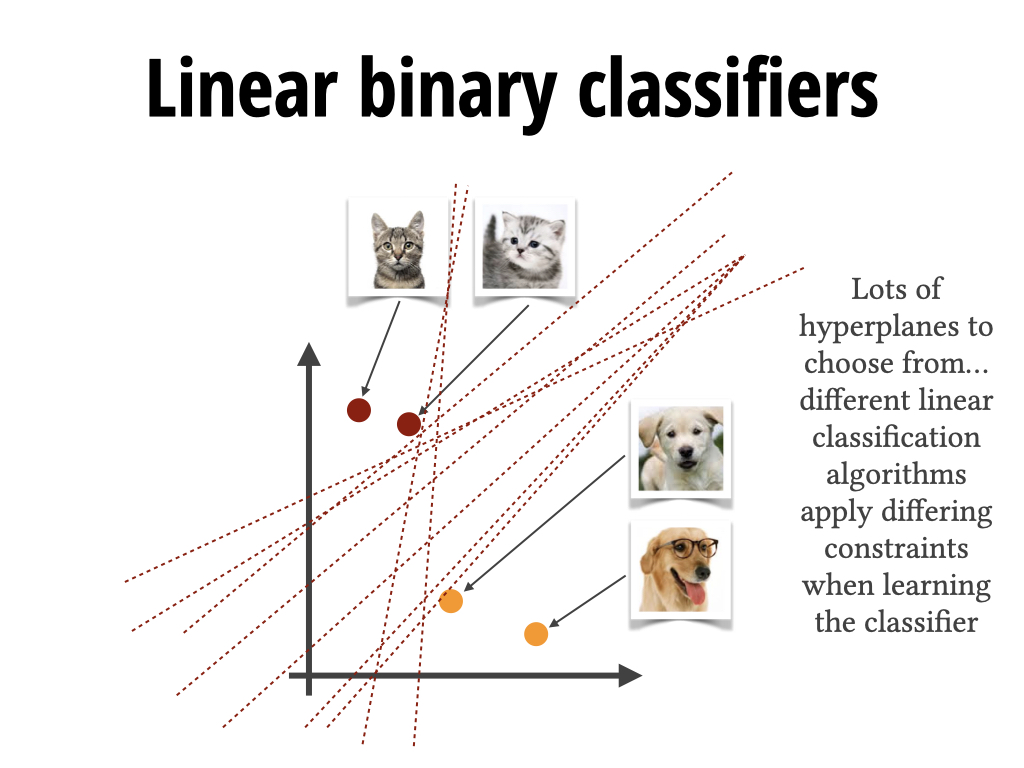 Linear binary classifiers
Lots of
hyperplanes to
choose from…
different linear
classification
algorithms
apply differing
constraints
when learning
the classifier